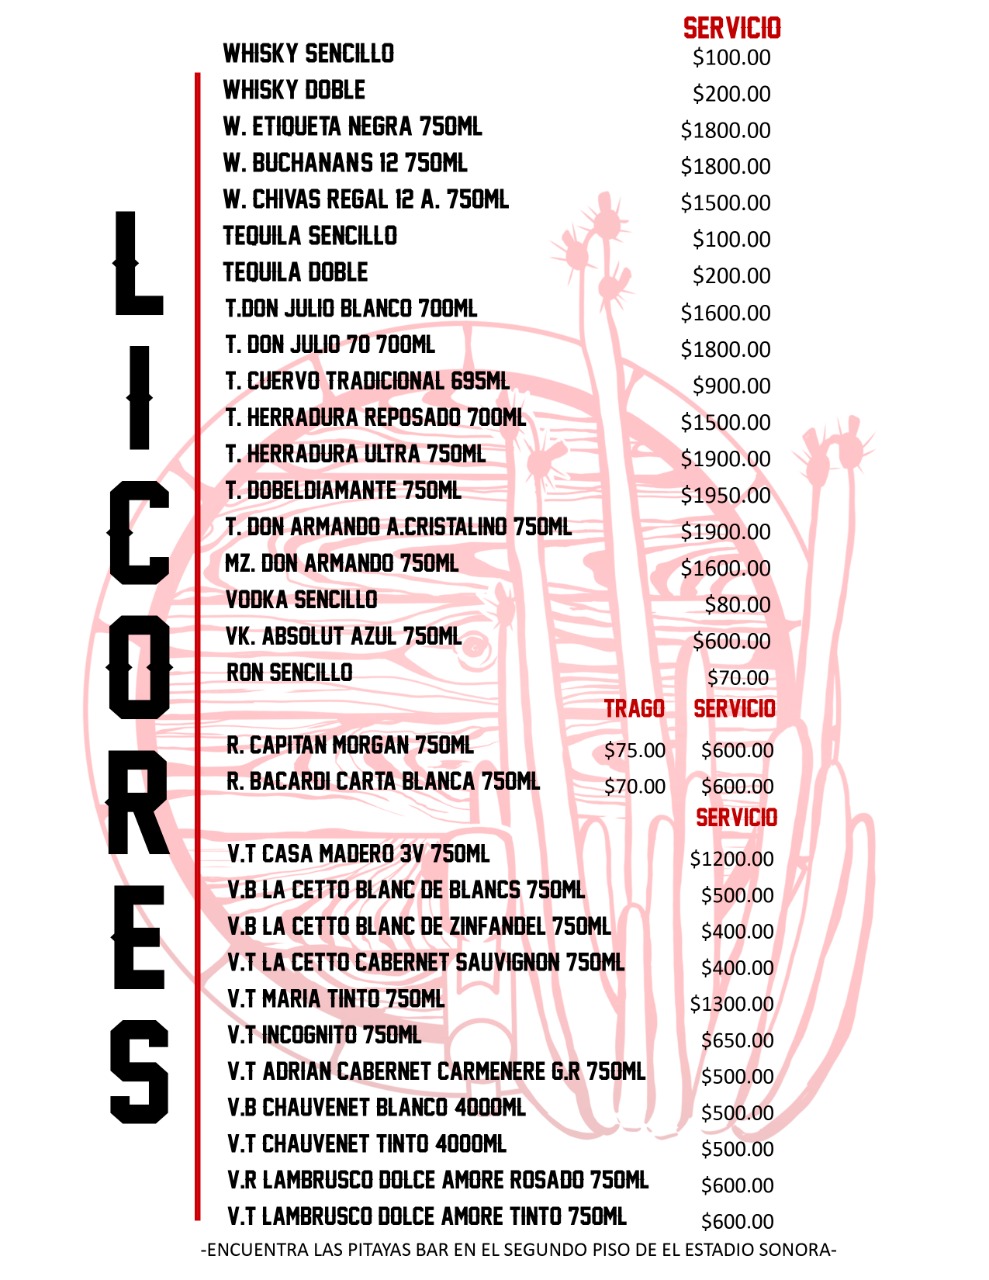 SERVICIO
WHISKY SENCILLO $100.00
WHISKY DOBLE $200.00
W. ETIQUETA NEGRA 750ML $1800.00
W. BUCHANANS 12 750ML $1800.00
W. CHIVAS REGAL 12 A. 750ML $1500.00
TEQUILA SENCILLO $100.00
TEQUILA DOBLE $200.00
T.DON JULIO BLANCO 700ML $1600.00
T. DON JULIO 70 700ML $1800.00
T. CUERVO TRADICIONAL 695ML $900.00
T. HERRADURA REPOSADO 700ML $1500.00
T. HERRADURA ULTRA 750ML $1900.00
T. DOBELDIAMANTE 750ML $1950.00
T. DON ARMANDO A.CRISTALINO 750ML $1900.00
MZ. DON ARMANDO 750ML $1600.00
VODKA SENCILLO $80.00
VK. ABSOLUT AZUL 750ML $600.00
RON SENCILLO $70.00
TRAGO SERVICIO
R. CAPITAN MORGAN 750ML $75.00 $600.00
R. BACARDI CARTA BLANCA 750ML $70.00 $600.00
SERVICIO
V.T CASA MADERO 3V 750ML $1200.00
V.B LA CETTO BLANC DE BLANCS 750ML $500.00
V.B LA CETTO BLANC DE ZINFANDEL 750ML $400.00
V.T LA CETTO CABERNET SAUVIGNON 750ML $400.00
V.T MARIA TINTO 750ML $1300.00
V.T INCOGNITO 750ML $650.00
V.T ADRIAN CABERNET CARMENERE G.R 750ML $500.00
V.B CHAUVENET BLANCO 4000ML $500.00
V.T CHAUVENET TINTO 4000ML $500.00
V.R LAMBRUSCO DOLCE AMORE ROSADO 750ML $600.00
V.T LAMBRUSCO DOLCE AMORE TINTO 750ML $600.00
LICORES
-ENCUENTRA LAS PITAYAS BAR EN EL SEGUNDO PISO DE EL ESTADIO SONORA-